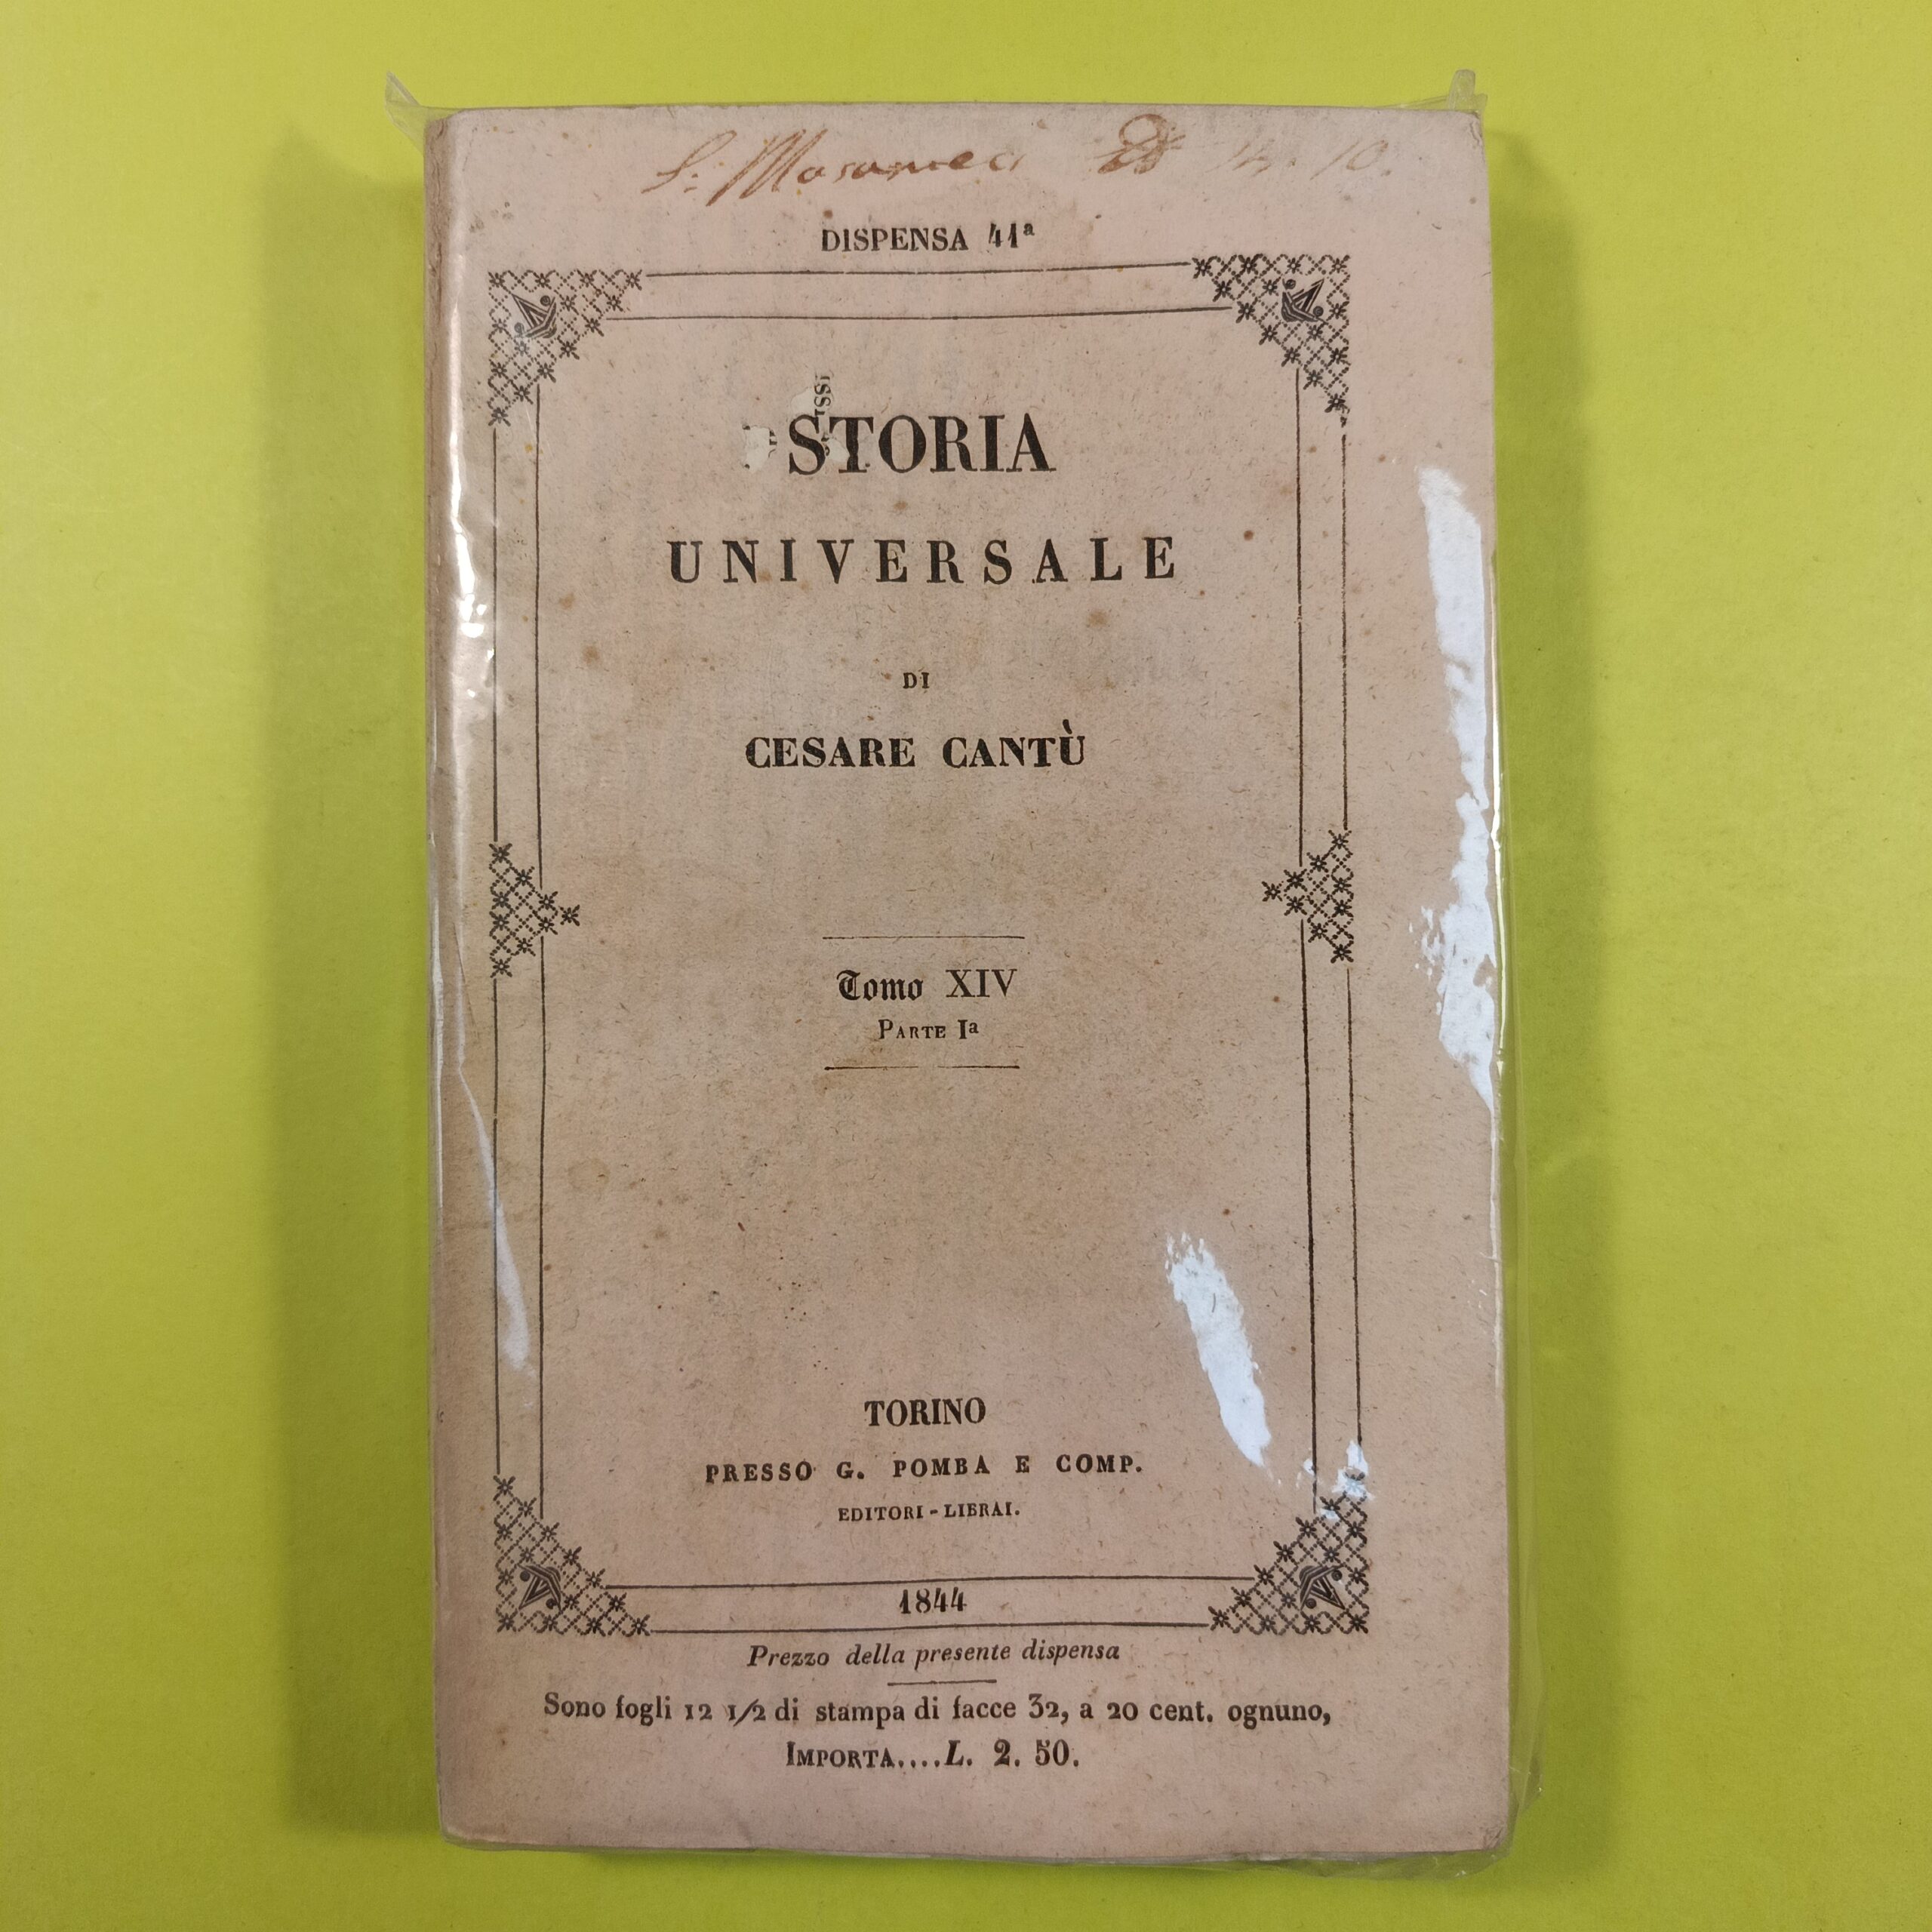 DISPENSA 41ª
STORIA
UNIVERSALE
DI
CESARE CANTÙ
Tomo XIV
PARTE Iª
TORINO
PRESSO G. POMBA E COMP.
EDITORI-LIBRAI.
1844
Prezzo della presente dispensa
Sono fogli 12 1/2 di stampa di facce 32, a 20 cent. ognuno,
IMPORTA....L. 2. 50.